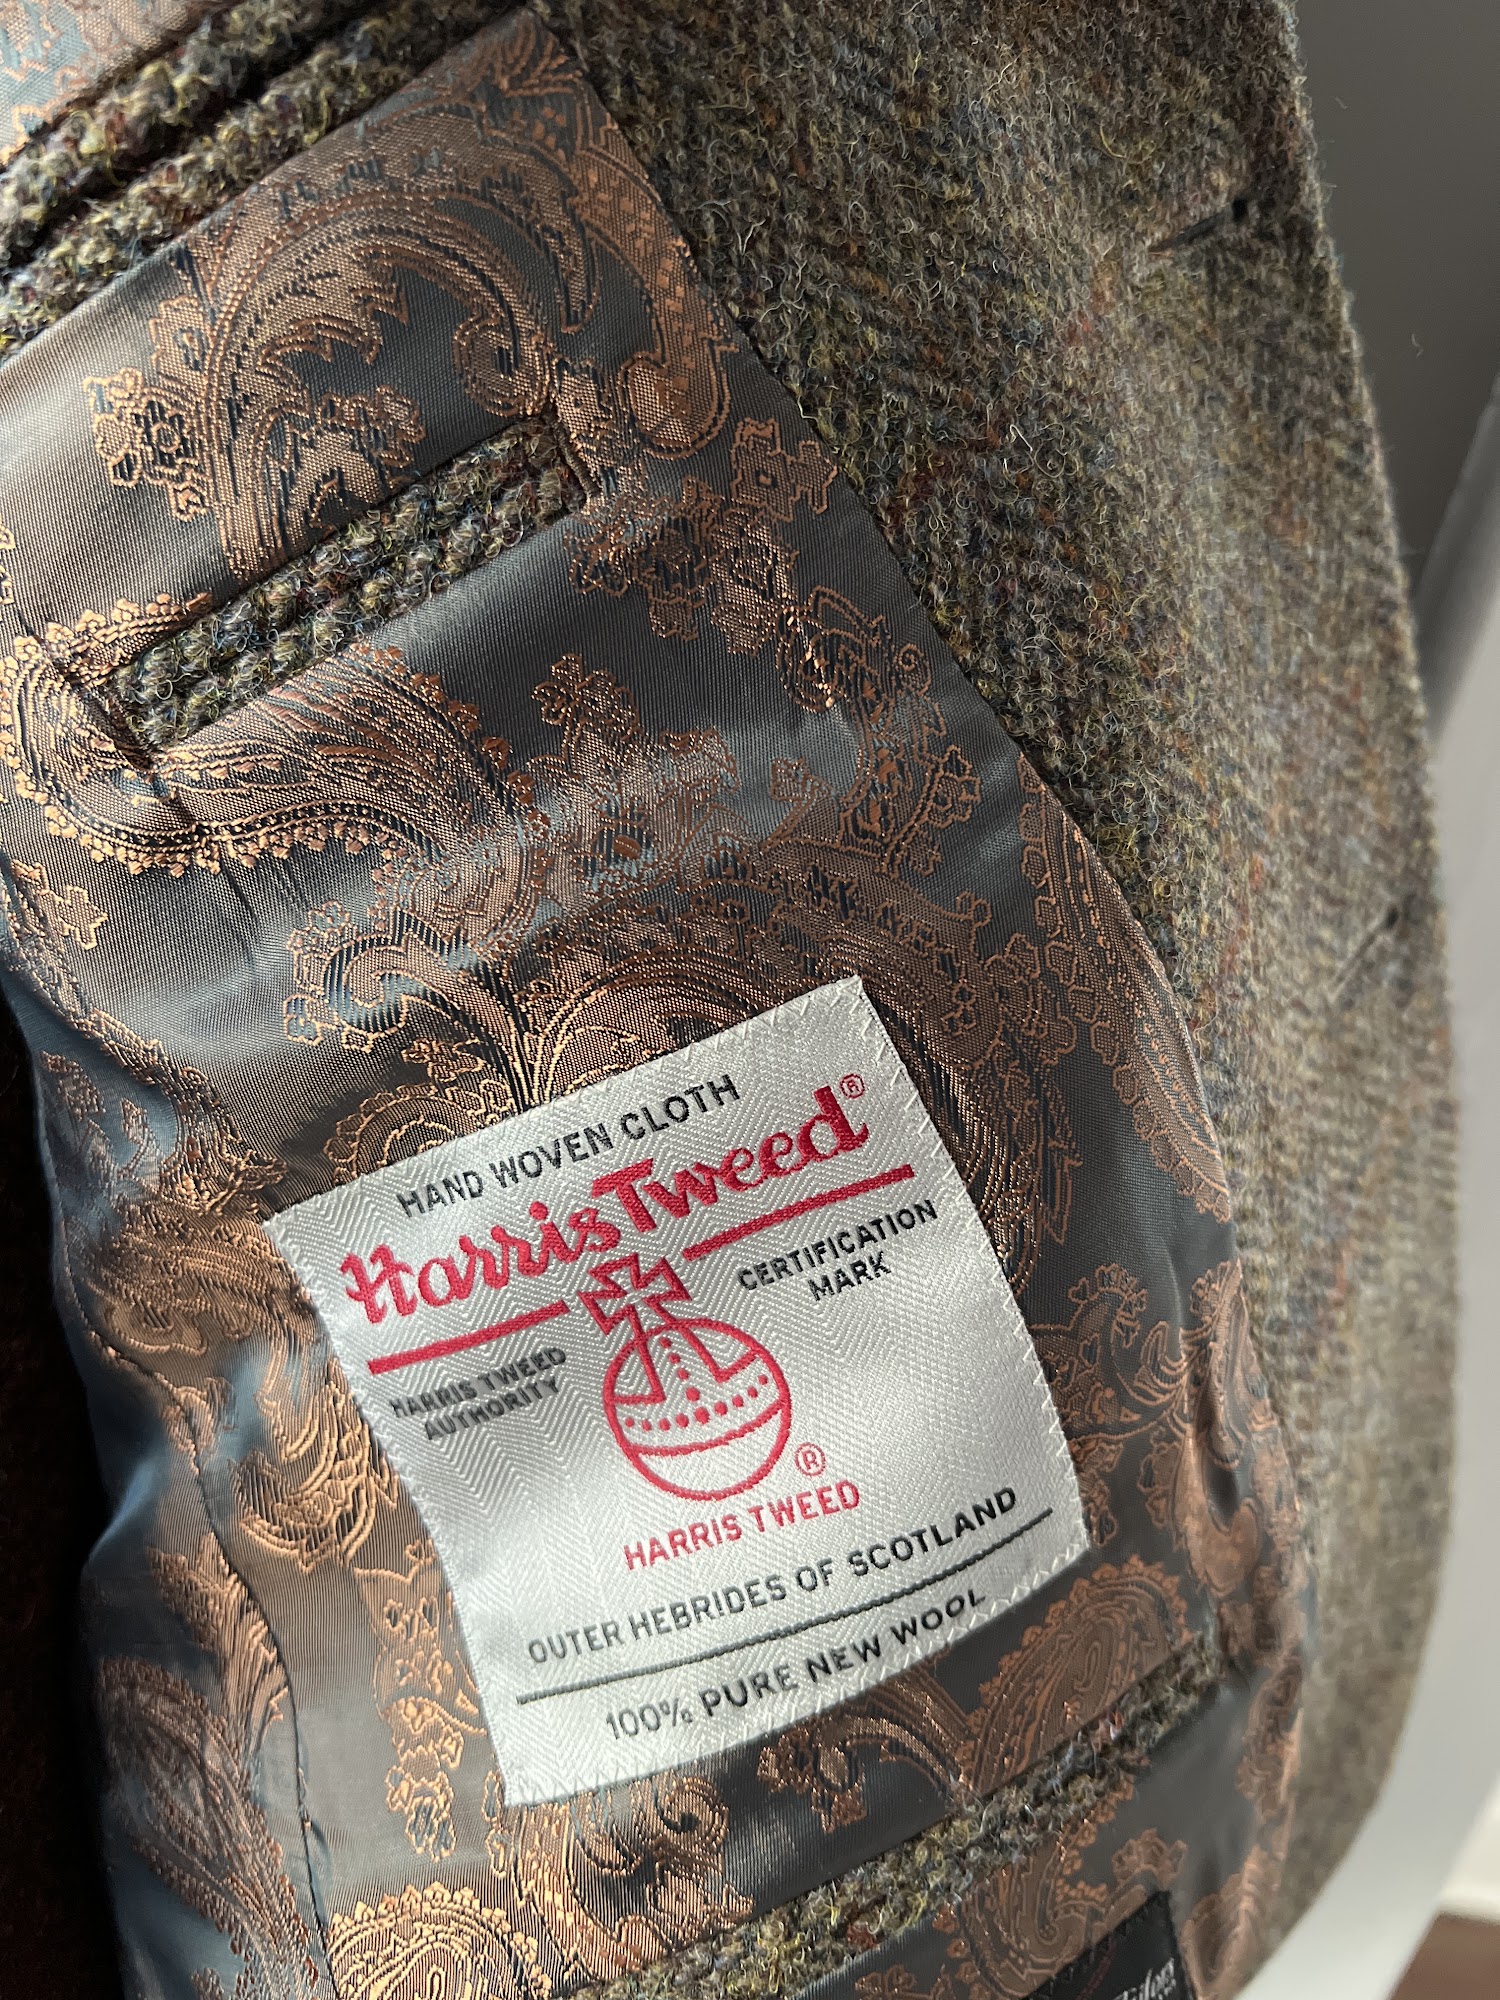 HAND WOVEN CLOTH
Harris Tweed®
CERTIFICATION
MARK
HARRIS TWEED
AUTHORITY
®
HARRIS TWEED
OUTER HEBRIDES OF SCOTLAND
100% PURE NEW WOOL